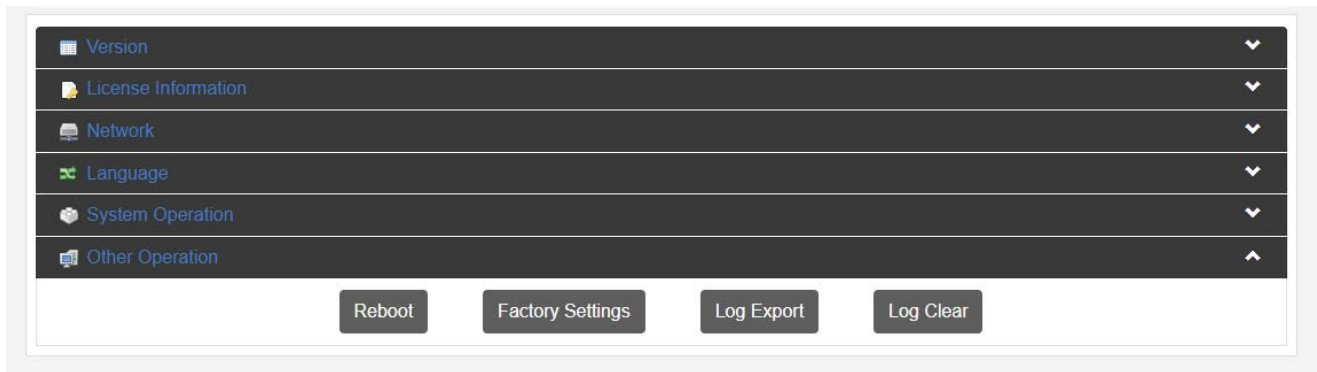 Version
License Information
Network
Language
System Operation
Other Operation
Reboot Factory Settings Log Export Log Clear